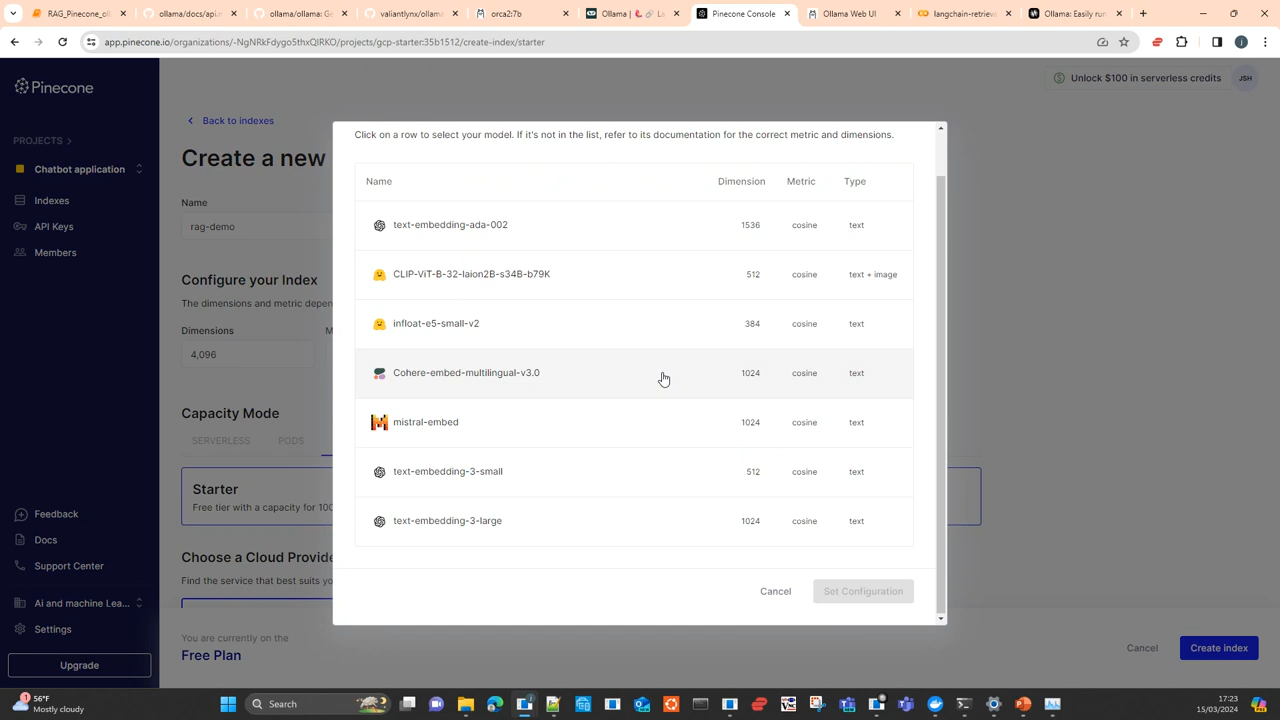 RAG_Pinecone_oll
ollama/docs/api.m
ollama/ollama: Ge
valiantlynx/ollam
orca2:7b
Ollama | 🦜️🔗 La
Pinecone Console
Ollama Web UI
langchain-retrieva
Ollama: Easily run
app.pinecone.io/organizations/-NgNRkFdygo5thxQIRKO/projects/gcp-starter:35b1512/create-index/starter
Pinecone
Unlock $100 in serverless credits
JSH
PROJECTS
Chatbot application
Indexes
API Keys
Members
Feedback
Docs
Support Center
Ai and machine Lea...
Settings
Upgrade
Back to indexes
Create a new
Name
rag-demo
Configure your Index
The dimensions and metric depen
Dimensions
M
4,096
Capacity Mode
SERVERLESS
PODS
Starter
Free tier with a capacity for 100
Choose a Cloud Provide
Find the service that best suits yo
You are currently on the
Free Plan
Cancel
Create index
Click on a row to select your model. If it's not in the list, refer to its documentation for the correct metric and dimensions.
Name Dimension Metric Type
text-embedding-ada-002 1536 cosine text
CLIP-ViT-B-32-laion2B-s34B-b79K 512 cosine text + image
infloat-e5-small-v2 384 cosine text
Cohere-embed-multilingual-v3.0 1024 cosine text
mistral-embed 1024 cosine text
text-embedding-3-small 512 cosine text
text-embedding-3-large 1024 cosine text
Cancel
Set Configuration
56°F
Mostly cloudy
Search
17:23
15/03/2024